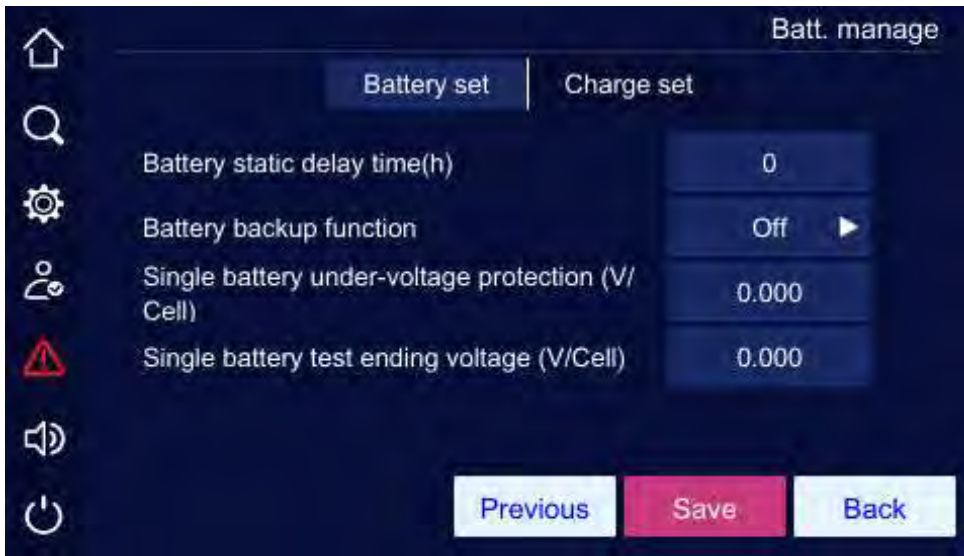 Batt. manage
Battery set
Charge set
Battery static delay time(h)
0
Battery backup function
Off
Single battery under-voltage protection (V/
Cell)
0.000
Single battery test ending voltage (V/Cell)
0.000
Previous
Save
Back